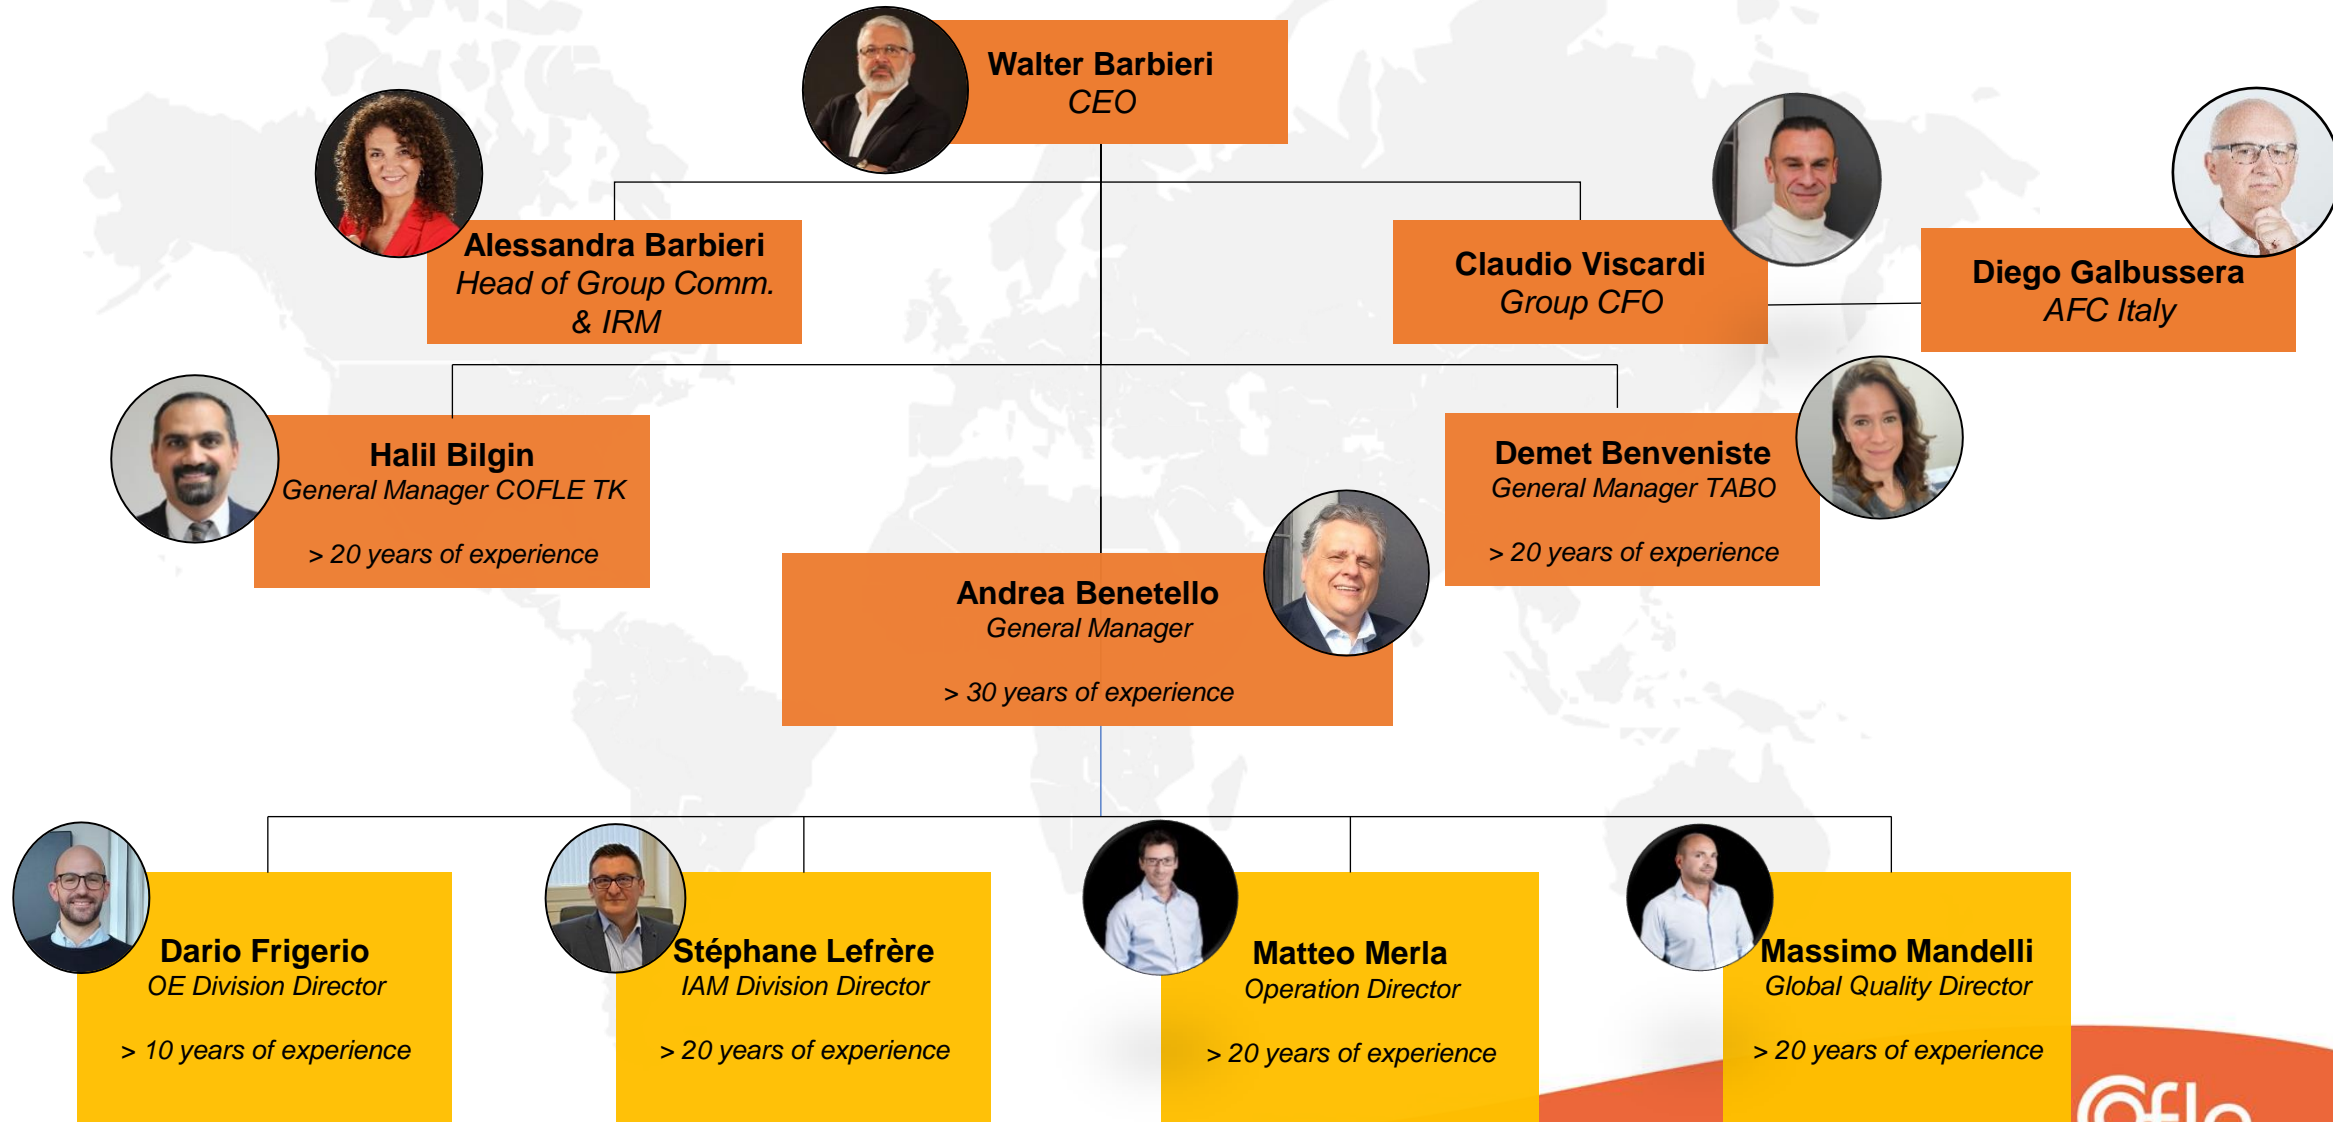 Walter Barbieri
CEO
Alessandra Barbieri
Head of Group Comm.
& IRM
Claudio Viscardi
Group CFO
Diego Galbussera
AFC Italy
Halil Bilgin
General Manager COFLE TK
> 20 years of experience
Demet Benveniste
General Manager TABO
> 20 years of experience
Andrea Benetello
General Manager
> 30 years of experience
Dario Frigerio
OE Division Director
> 10 years of experience
Stéphane Lefrère
IAM Division Director
> 20 years of experience
Matteo Merla
Operation Director
> 20 years of experience
Massimo Mandelli
Global Quality Director
> 20 years of experience